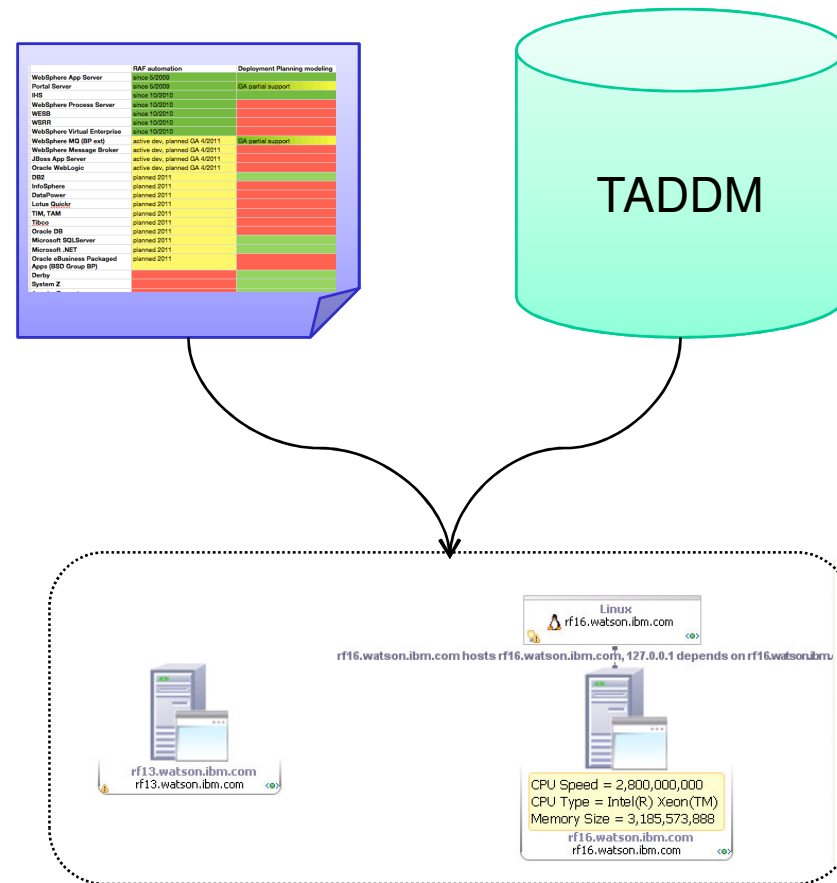 RAF automation Deployment Planning modeling
WebSphere App Server since 5/2009
Portal Server since 5/2009 GA partial support
IHS since 10/2010
WebSphere Process Server since 10/2010
WESB since 10/2010
WSRR since 10/2010
WebSphere Virtual Enterprise since 10/2010
WebSphere MQ (BP ext) active dev, planned GA 4/2011 GA partial support
WebSphere Message Broker active dev, planned GA 4/2011
JBoss App Server active dev, planned GA 4/2011
Oracle WebLogic active dev, planned GA 4/2011
DB2 planned 2011
InfoSphere planned 2011
DataPower planned 2011
Lotus Quickr planned 2011
TIM, TAM planned 2011
Tibco planned 2011
Oracle DB planned 2011
Microsoft SQLServer planned 2011
Microsoft .NET planned 2011
Oracle eBusiness Packaged planned 2011
Apps (BSD Group BP)
Derby
System Z
TADDM
Linux
rf16.watson.ibm.com
rf16.watson.ibm.com hosts rf16.watson.ibm.com, 127.0.0.1 depends on rf16.watson.ibm.
rf13.watson.ibm.com
rf13.watson.ibm.com
CPU Speed = 2,800,000,000
CPU Type = Intel(R) Xeon(TM)
Memory Size = 3,185,573,888
rf16.watson.ibm.com
rf16.watson.ibm.com